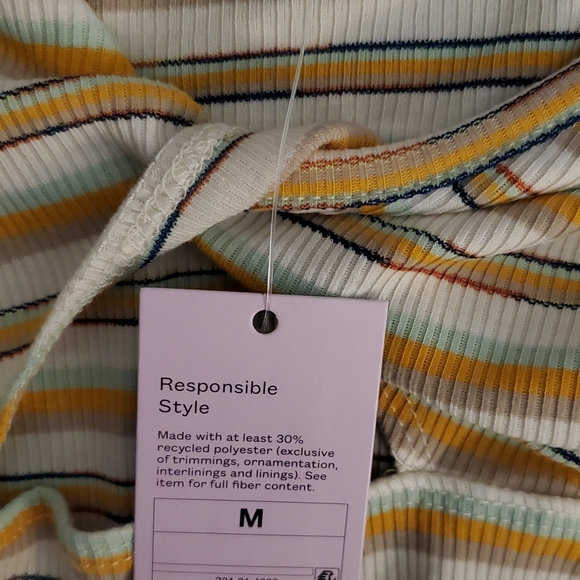 Responsible
Style
Made with at least 30%
recycled polyester (exclusive
of trimmings, ornamentation,
interlinings and linings). See
item for full fiber content.
M